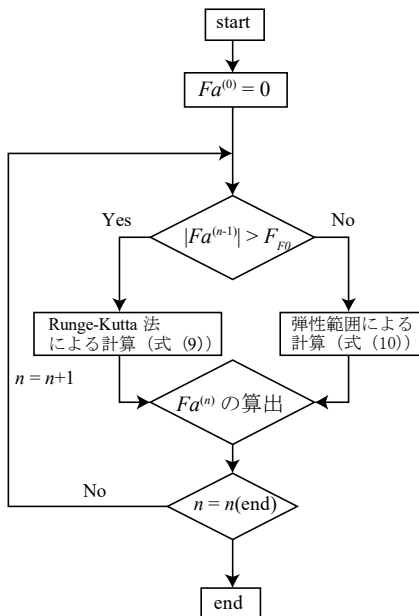 start
Fa⁽⁰⁾ = 0
Yes
No
|Fa⁽ⁿ⁻¹⁾| > F_F0
Runge-Kutta 法
による計算（式（9））
弾性範囲による
計算（式（10））
n = n+1
Fa⁽ⁿ⁾ の算出
No
n = n(end)
end